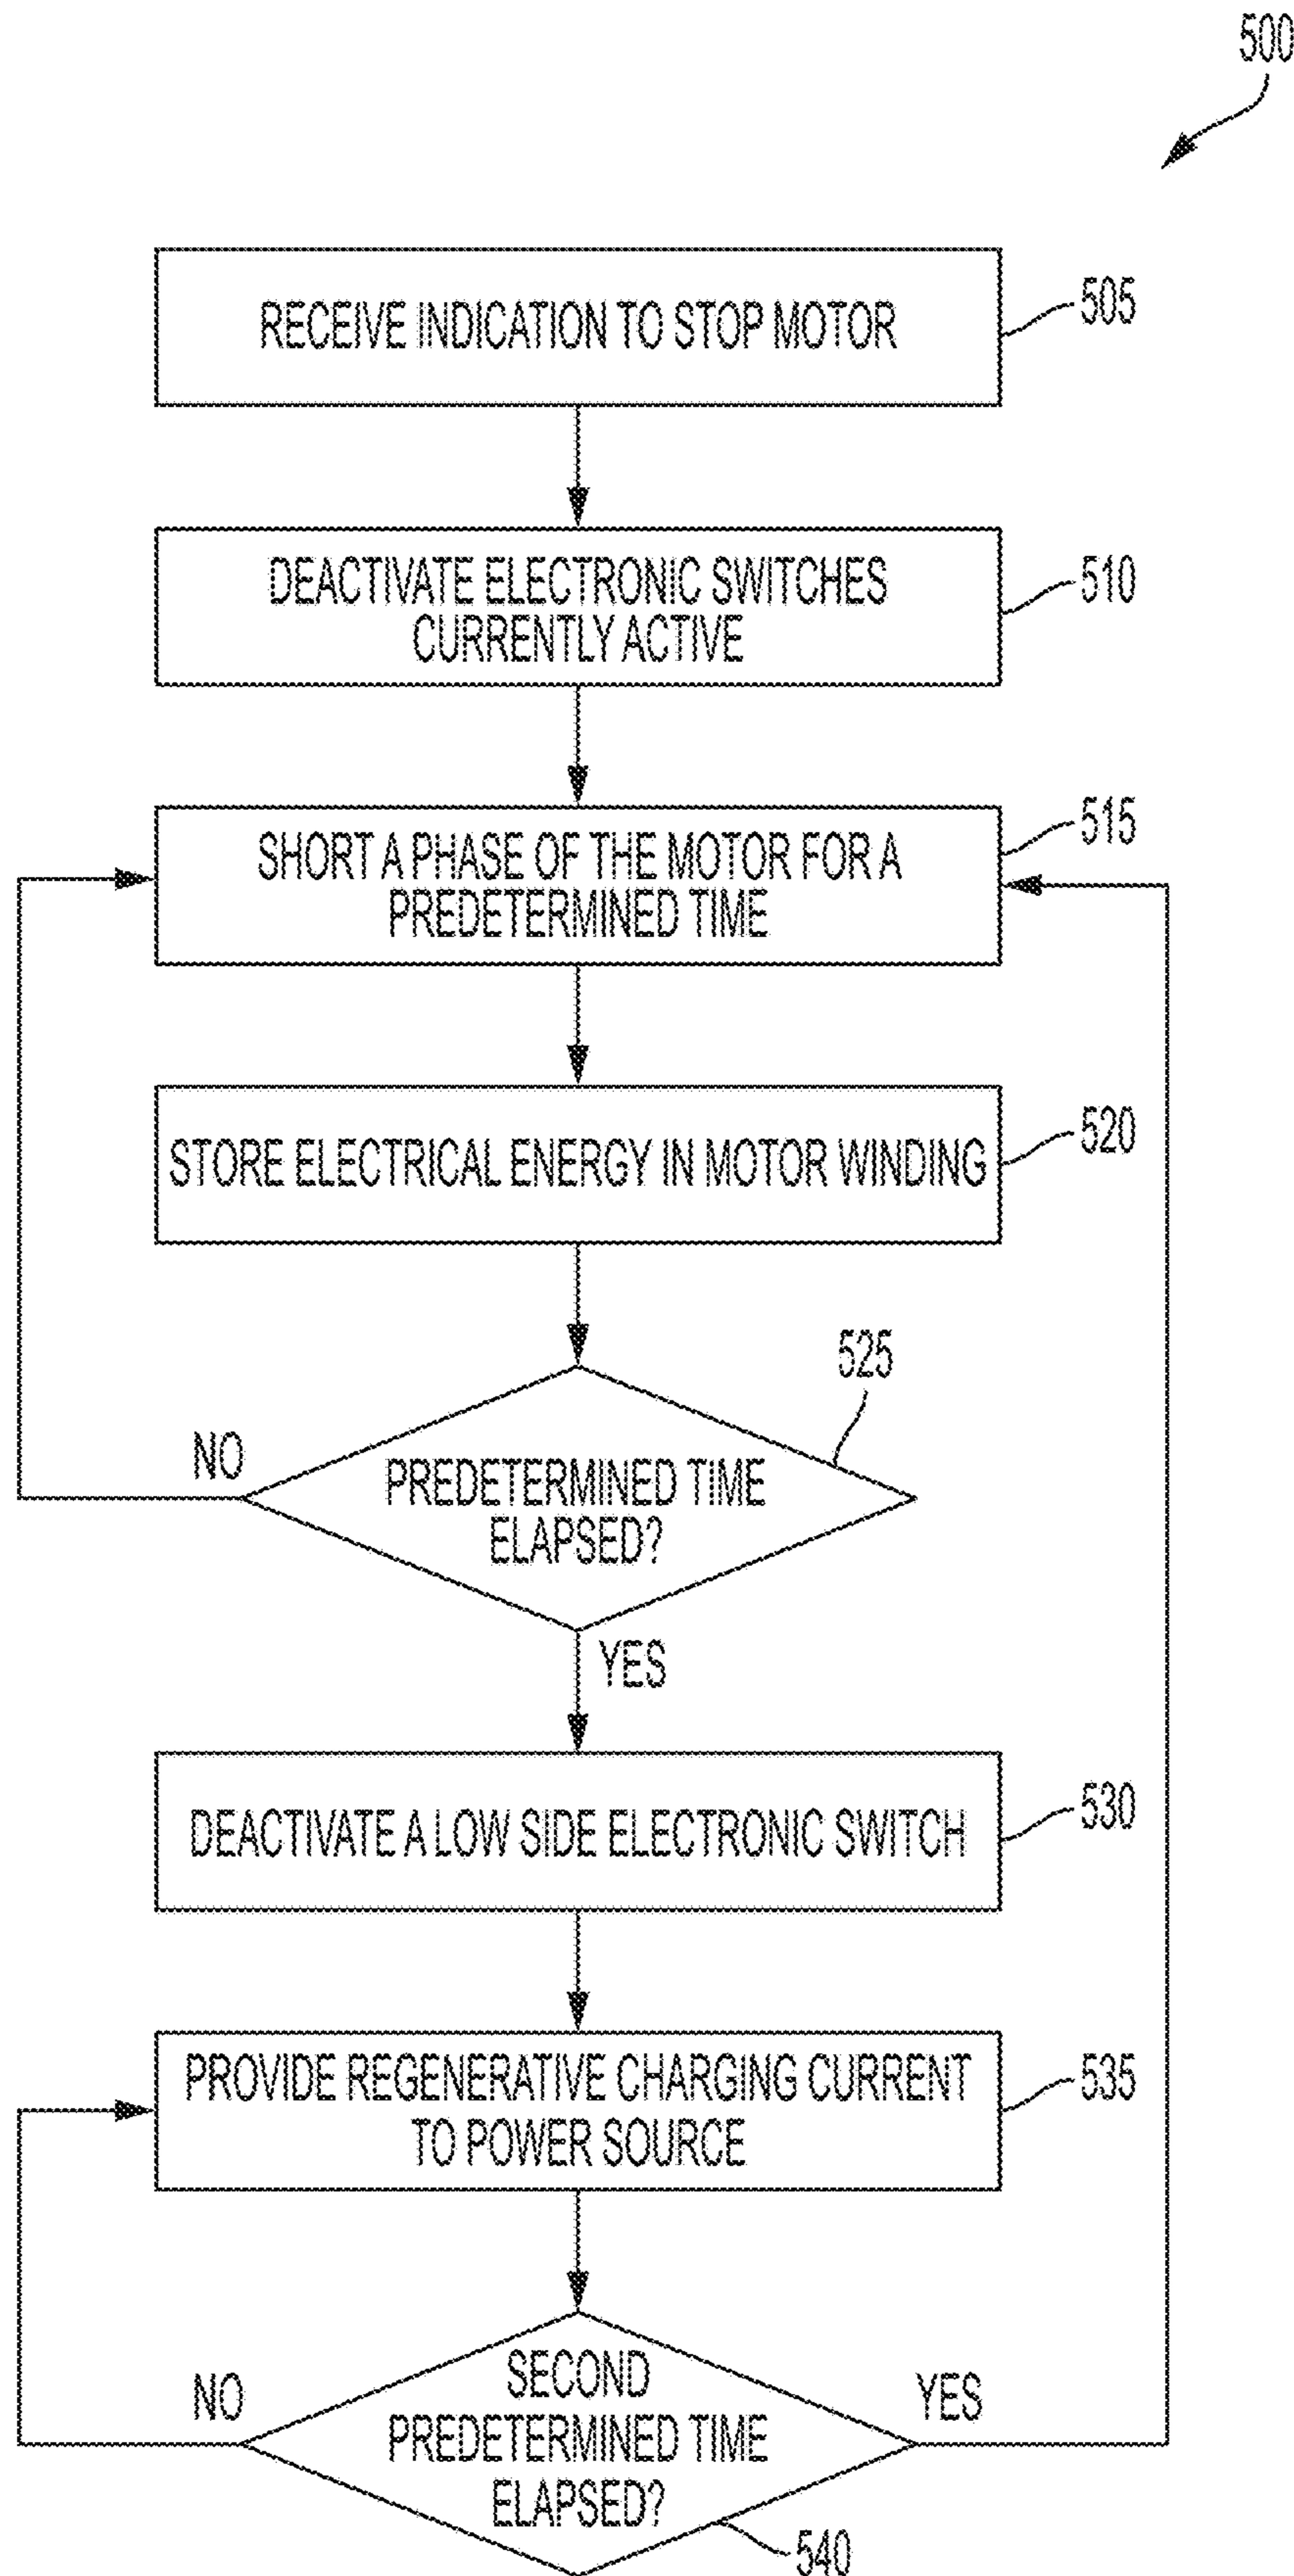 500
RECEIVE INDICATION TO STOP MOTOR
505
DEACTIVATE ELECTRONIC SWITCHES
CURRENTLY ACTIVE
510
SHORT A PHASE OF THE MOTOR FOR A
PREDETERMINED TIME
515
STORE ELECTRICAL ENERGY IN MOTOR WINDING
520
525
NO
PREDETERMINED TIME
ELAPSED?
YES
DEACTIVATE A LOW SIDE ELECTRONIC SWITCH
530
PROVIDE REGENERATIVE CHARGING CURRENT
TO POWER SOURCE
535
NO
SECOND
PREDETERMINED TIME
ELAPSED?
YES
540